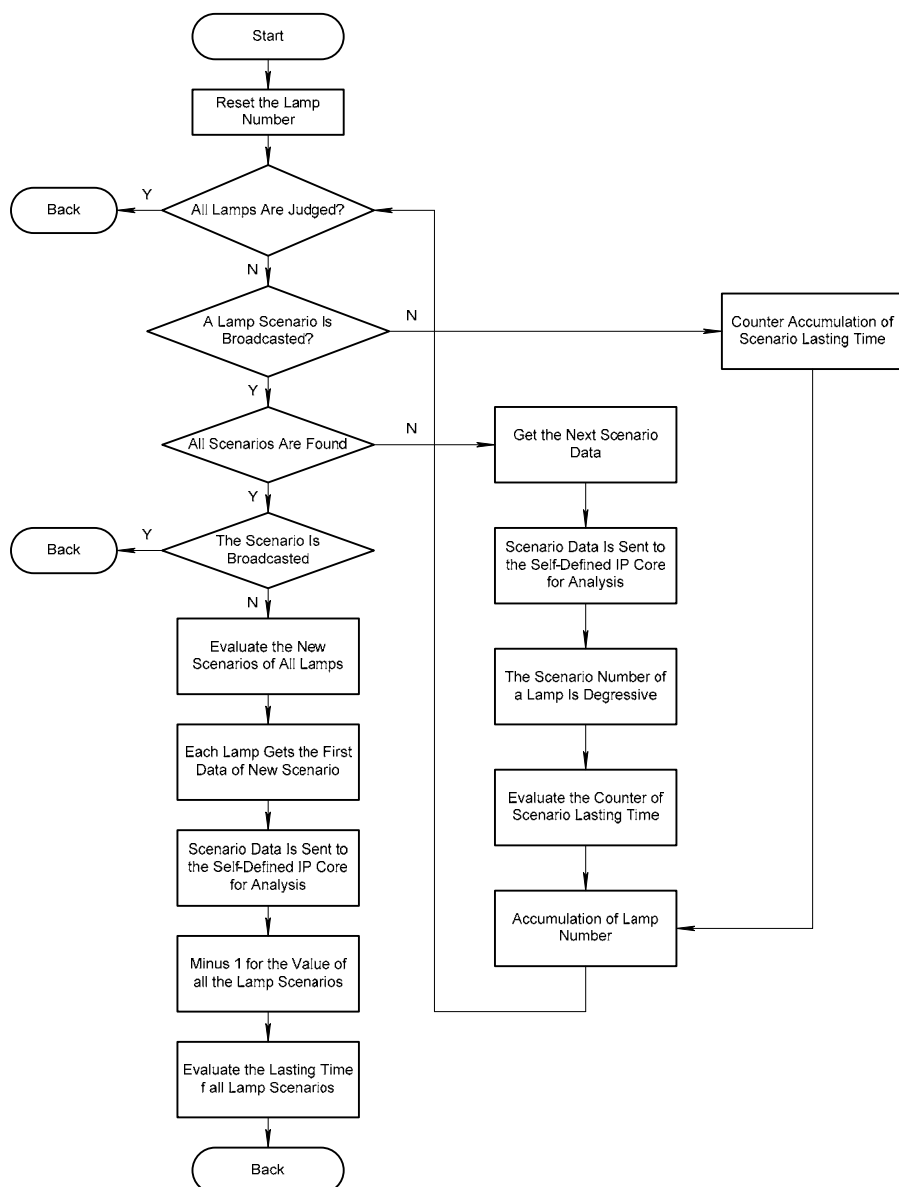 Start
Reset the Lamp
Number
Y
Back
All Lamps Are Judged?
N
A Lamp Scenario Is
Broadcasted?
N
Counter Accumulation of
Scenario Lasting Time
Y
All Scenarios Are Found
N
Get the Next Scenario
Data
Y
Y
Back
The Scenario Is
Broadcasted
Scenario Data Is Sent to
the Self-Defined IP Core
for Analysis
N
Evaluate the New
Scenarios of All Lamps
The Scenario Number of
a Lamp Is Degressive
Each Lamp Gets the First
Data of New Scenario
Evaluate the Counter of
Scenario Lasting Time
Scenario Data Is Sent to
the Self-Defined IP Core
for Analysis
Accumulation of Lamp
Number
Minus 1 for the Value of
all the Lamp Scenarios
Evaluate the Lasting Time
f all Lamp Scenarios
Back